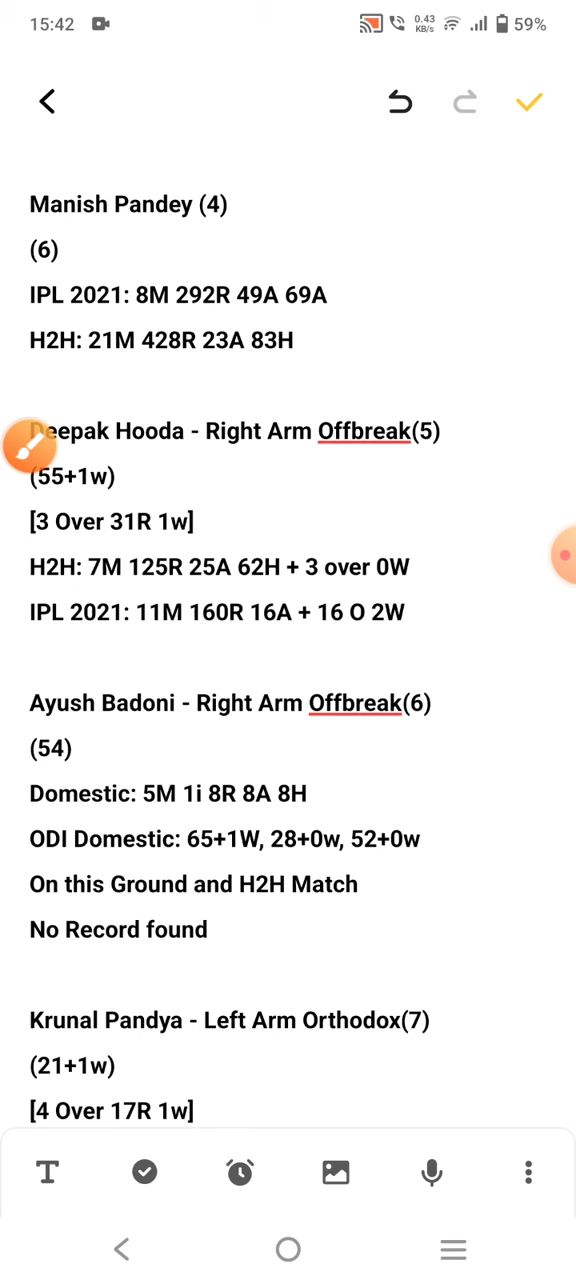 15:42
0.43
KB/s
59%
Manish Pandey (4)
(6)
IPL 2021: 8M 292R 49A 69A
H2H: 21M 428R 23A 83H
Deepak Hooda - Right Arm Offbreak(5)
(55+1w)
[3 Over 31R 1w]
H2H: 7M 125R 25A 62H + 3 over 0W
IPL 2021: 11M 160R 16A + 16 O 2W
Ayush Badoni - Right Arm Offbreak(6)
(54)
Domestic: 5M 1i 8R 8A 8H
ODI Domestic: 65+1W, 28+0w, 52+0w
On this Ground and H2H Match
No Record found
Krunal Pandya - Left Arm Orthodox(7)
(21+1w)
[4 Over 17R 1w]
T